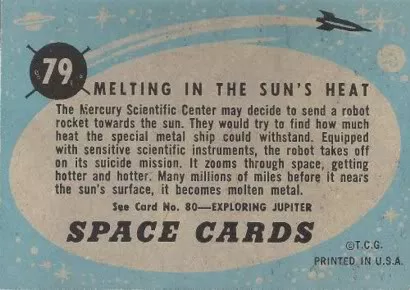 79
MELTING IN THE SUN'S HEAT
The Mercury Scientific Center may decide to send a robot
rocket towards the sun. They would try to find how much
heat the special metal ship could withstand. Equipped
with sensitive scientific instruments, the robot takes off
on its suicide mission. It zooms through space, getting
hotter and hotter. Many millions of miles before it nears
the sun's surface, it becomes molten metal.
See Card No. 80—EXPLORING JUPITER
SPACE CARDS
©T.C.G.
PRINTED IN U.S.A.